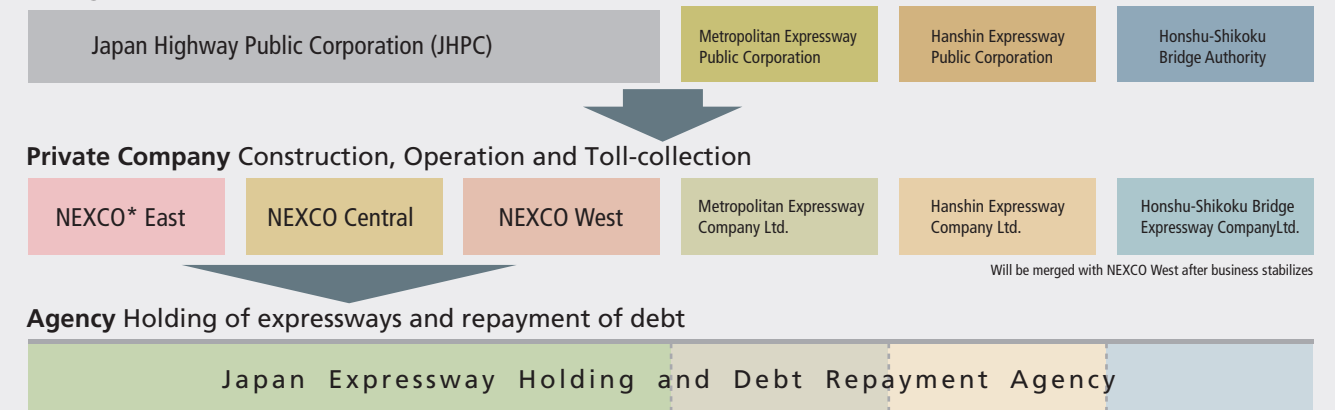 Japan Highway Public Corporation (JHPC)
Metropolitan Expressway
Public Corporation
Hanshin Expressway
Public Corporation
Honshu-Shikoku
Bridge Authority
Private Company Construction, Operation and Toll-collection
NEXCO* East
NEXCO Central
NEXCO West
Metropolitan Expressway
Company Ltd.
Hanshin Expressway
Company Ltd.
Honshu-Shikoku Bridge
Expressway CompanyLtd.
Will be merged with NEXCO West after business stabilizes
Agency Holding of expressways and repayment of debt
Japan Expressway Holding and Debt Repayment Agency